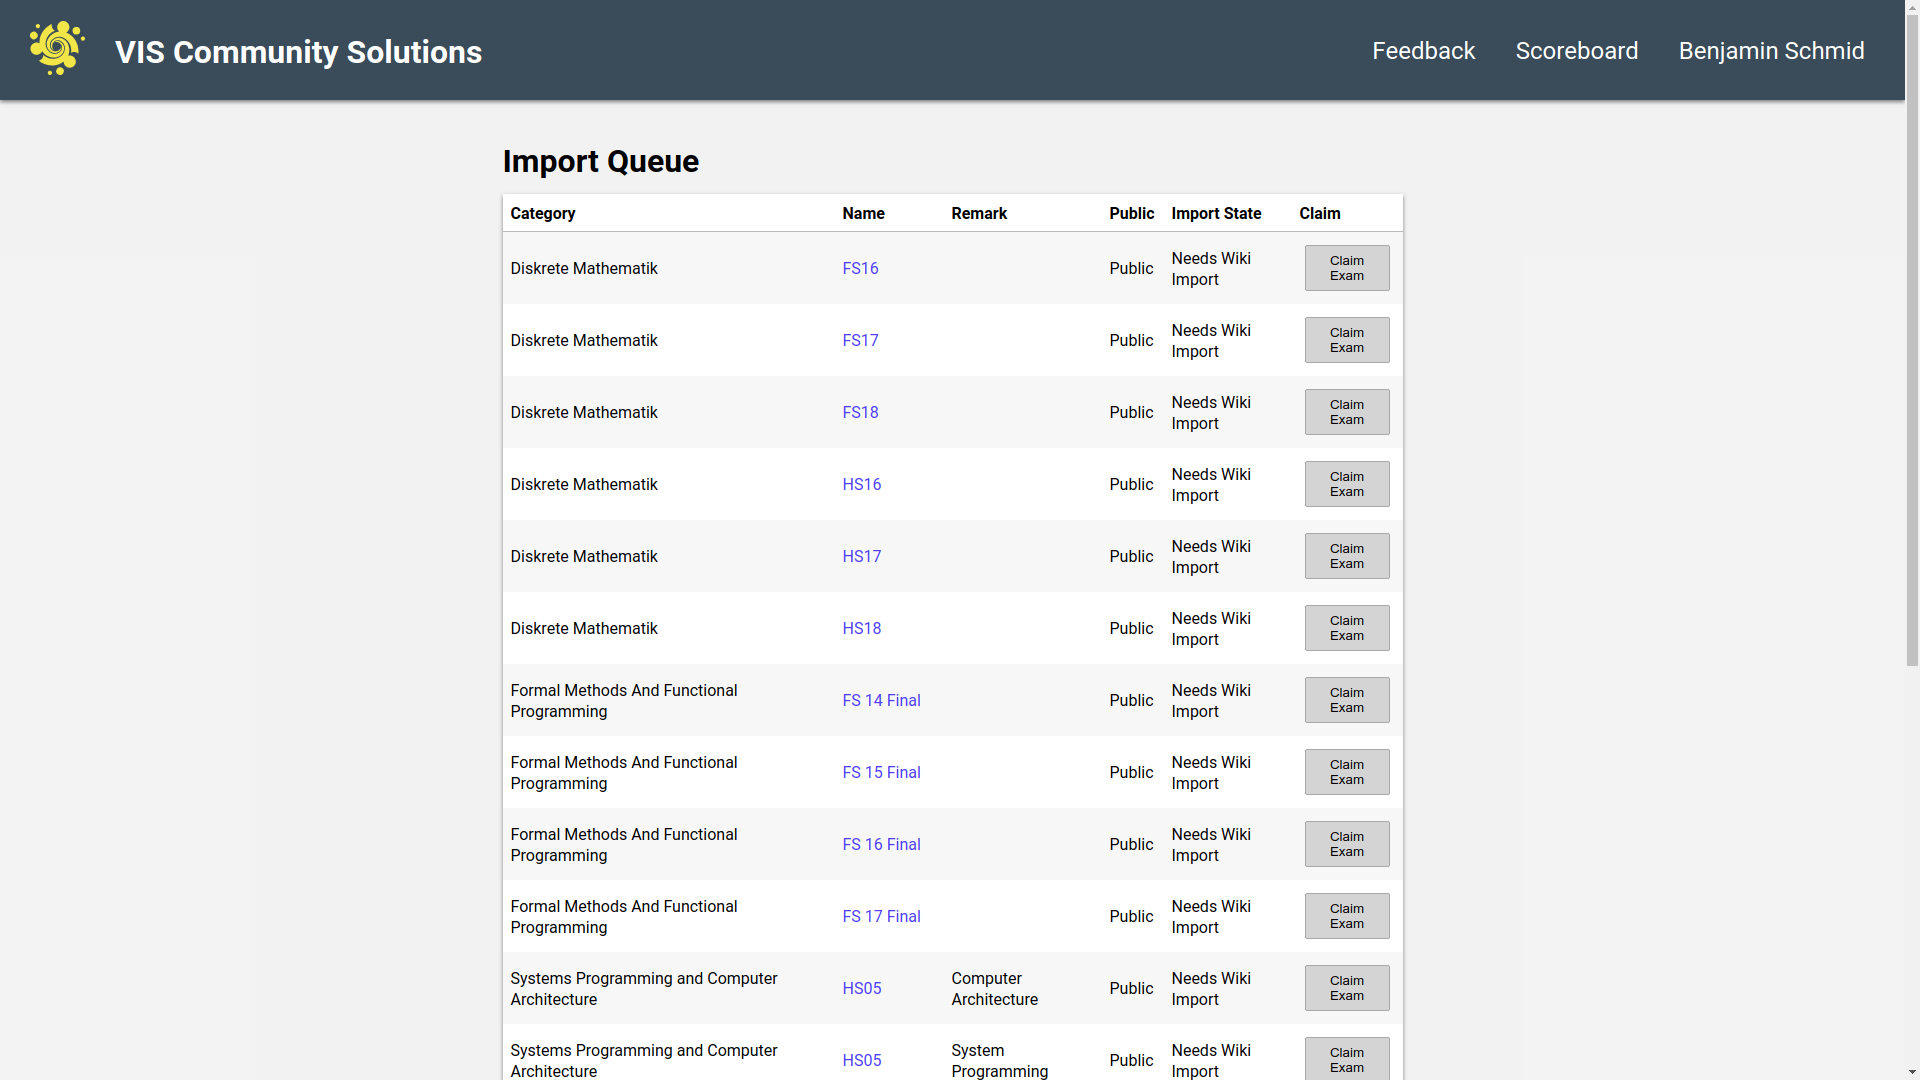 VIS Community Solutions
Feedback Scoreboard Benjamin Schmid
Import Queue
Category Name Remark Public Import State Claim
Diskrete Mathematik FS16 Public Needs Wiki Import Claim Exam
Diskrete Mathematik FS17 Public Needs Wiki Import Claim Exam
Diskrete Mathematik FS18 Public Needs Wiki Import Claim Exam
Diskrete Mathematik HS16 Public Needs Wiki Import Claim Exam
Diskrete Mathematik HS17 Public Needs Wiki Import Claim Exam
Diskrete Mathematik HS18 Public Needs Wiki Import Claim Exam
Formal Methods And Functional Programming FS 14 Final Public Needs Wiki Import Claim Exam
Formal Methods And Functional Programming FS 15 Final Public Needs Wiki Import Claim Exam
Formal Methods And Functional Programming FS 16 Final Public Needs Wiki Import Claim Exam
Formal Methods And Functional Programming FS 17 Final Public Needs Wiki Import Claim Exam
Systems Programming and Computer Architecture HS05 Computer Architecture Public Needs Wiki Import Claim Exam
Systems Programming and Computer Architecture HS05 System Programming Public Needs Wiki Import Claim Exam